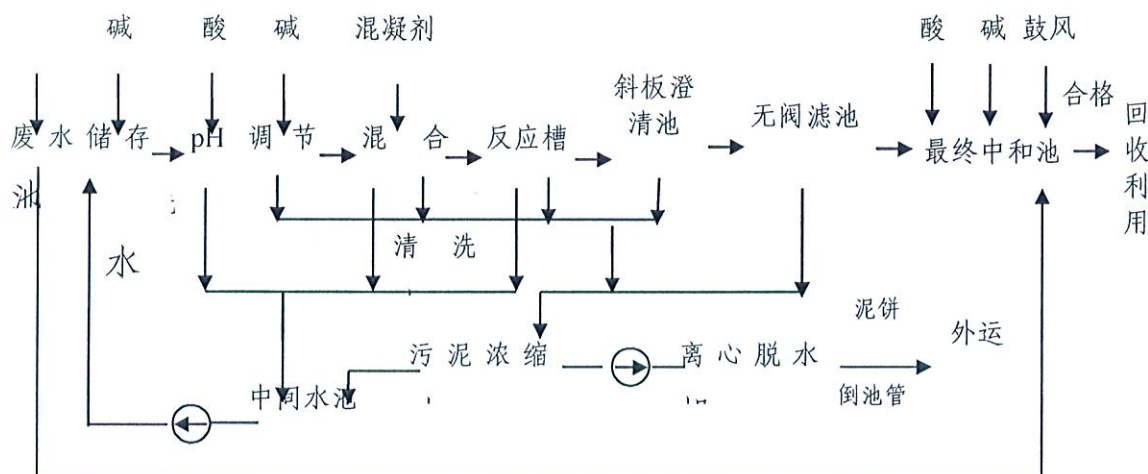 碱 酸 碱 混凝剂 酸 碱 鼓风
斜板澄清池
合格
废水储存池 pH 调节 混合 反应槽 无阀滤池 最终中和池 回收利用
清洗
水
泥饼
污泥浓缩 离心脱水 外运
中间水池 倒池管